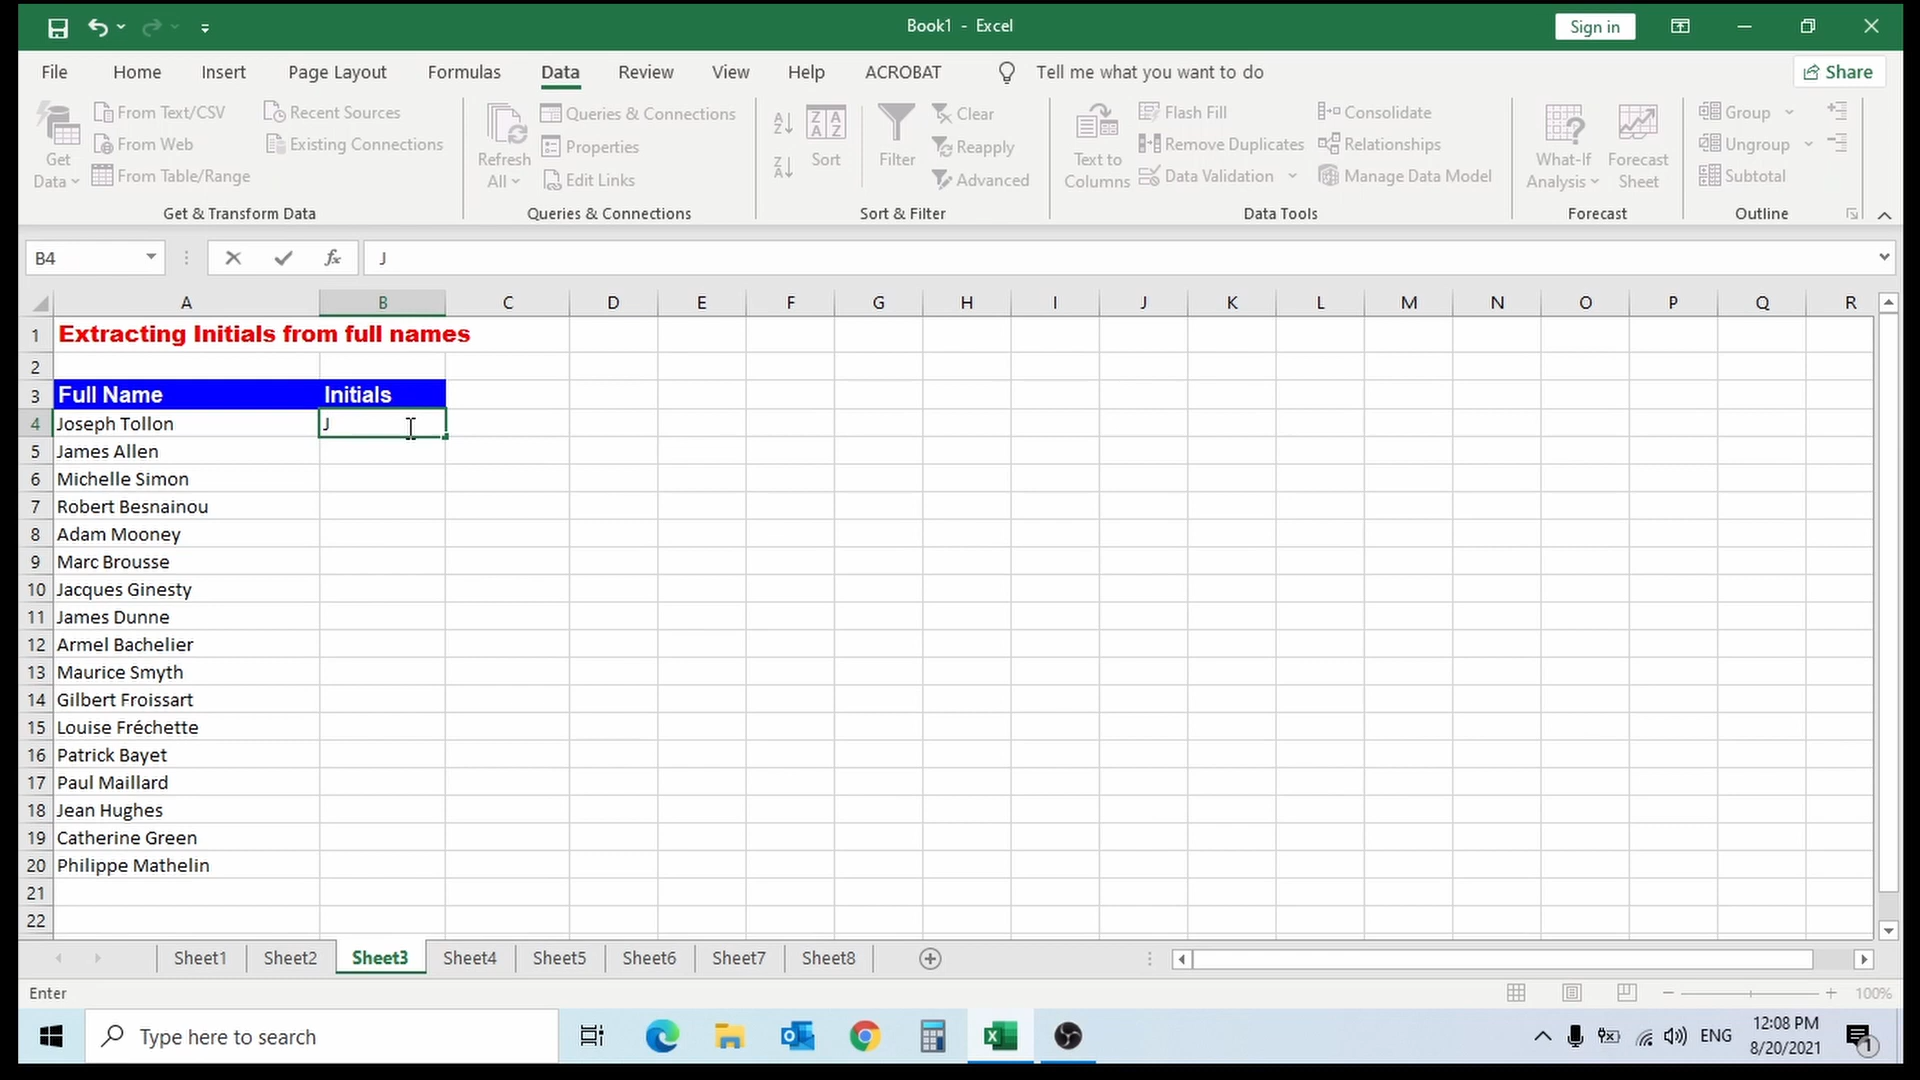 Book1 - Excel
Sign in
File Home Insert Page Layout Formulas Data Review View Help ACROBAT Tell me what you want to do Share
Get Data
From Text/CSV
From Web
From Table/Range
Recent Sources
Existing Connections
Get & Transform Data
Refresh All
Queries & Connections
Properties
Edit Links
Queries & Connections
Sort
Filter
Clear
Reapply
Advanced
Sort & Filter
Text to Columns
Flash Fill
Remove Duplicates
Data Validation
Consolidate
Relationships
Manage Data Model
Data Tools
What-If Analysis
Forecast Sheet
Forecast
Group
Ungroup
Subtotal
Outline
B4 fx J
A B C D E F G H I J K L M N O P Q R
1 Extracting Initials from full names
2
3 Full Name Initials
4 Joseph Tollon J
5 James Allen
6 Michelle Simon
7 Robert Besnainou
8 Adam Mooney
9 Marc Brousse
10 Jacques Ginesty
11 James Dunne
12 Armel Bachelier
13 Maurice Smyth
14 Gilbert Froissart
15 Louise Fréchette
16 Patrick Bayet
17 Paul Maillard
18 Jean Hughes
19 Catherine Green
20 Philippe Mathelin
21
22
Sheet1 Sheet2 Sheet3 Sheet4 Sheet5 Sheet6 Sheet7 Sheet8
Enter 100%
Type here to search
ENG
12:08 PM
8/20/2021
1